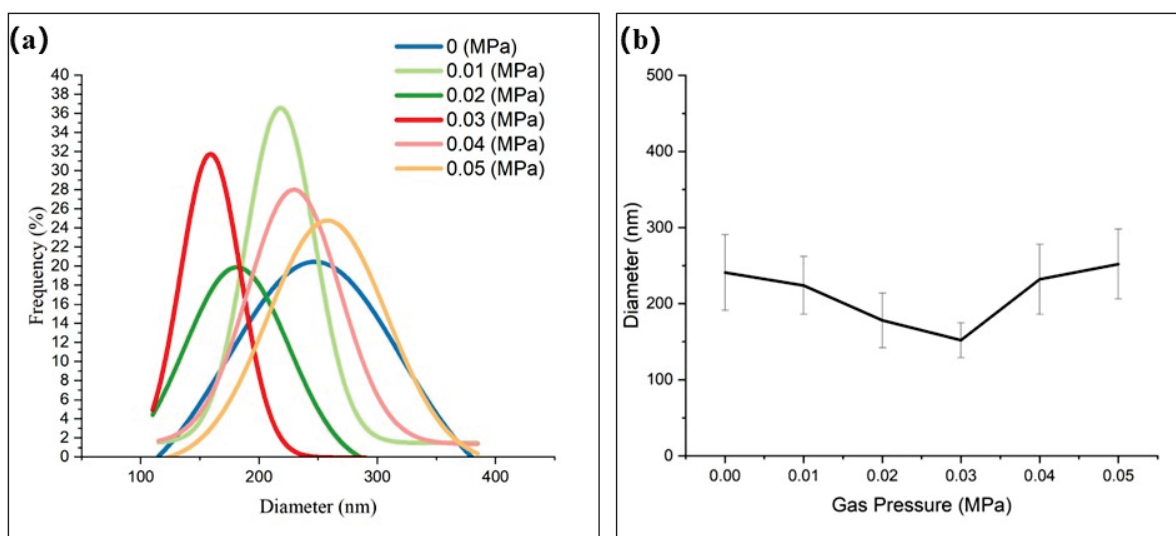 (a)
0 (MPa)
0.01 (MPa)
0.02 (MPa)
0.03 (MPa)
0.04 (MPa)
0.05 (MPa)
40
38
36
34
32
30
28
26
24
22
20
18
16
14
12
10
8
6
4
2
0
Frequency (%)
100 200 300 400
Diameter (nm)
(b)
500
400
300
200
100
0
Diameter (nm)
0.00 0.01 0.02 0.03 0.04 0.05
Gas Pressure (MPa)